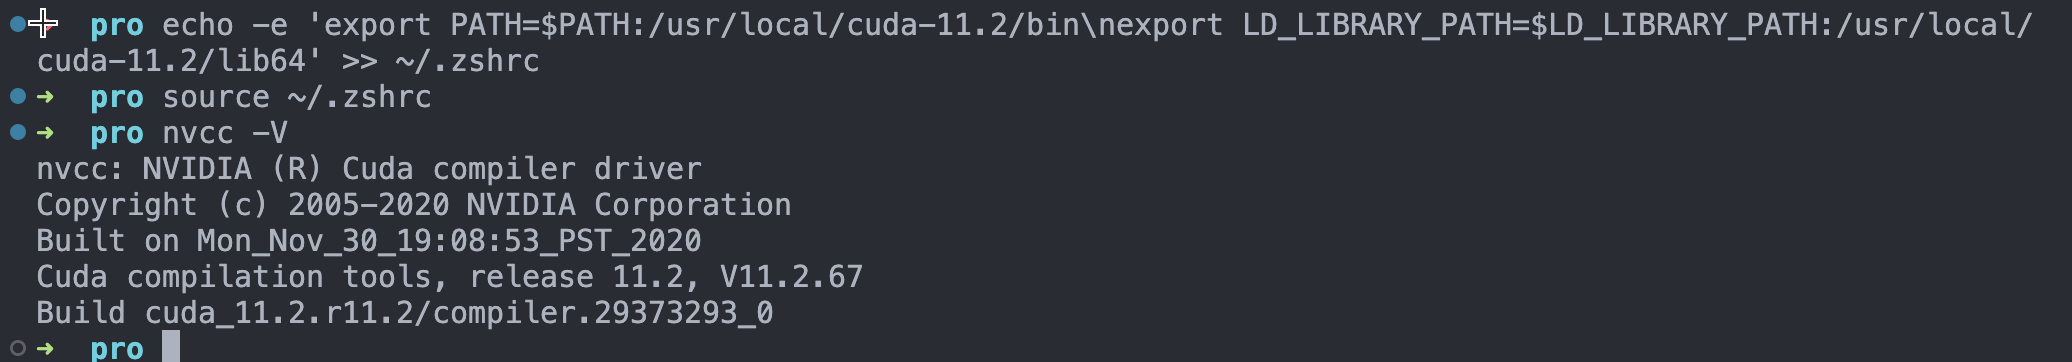 ➜  pro echo -e 'export PATH=$PATH:/usr/local/cuda-11.2/bin\nexport LD_LIBRARY_PATH=$LD_LIBRARY_PATH:/usr/local/
cuda-11.2/lib64' >> ~/.zshrc
➜  pro source ~/.zshrc
➜  pro nvcc -V
nvcc: NVIDIA (R) Cuda compiler driver
Copyright (c) 2005-2020 NVIDIA Corporation
Built on Mon_Nov_30_19:08:53_PST_2020
Cuda compilation tools, release 11.2, V11.2.67
Build cuda_11.2.r11.2/compiler.29373293_0
➜  pro